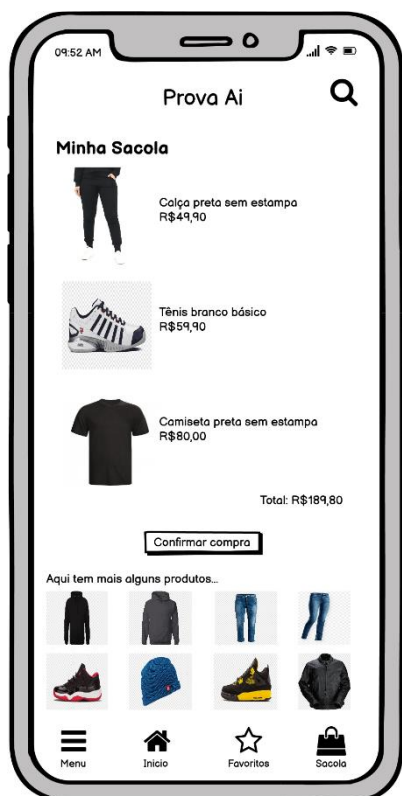 09:52 AM
Prova Ai
Minha Sacola
Calça preta sem estampa
R$49,90
Tênis branco básico
R$59,90
Camiseta preta sem estampa
R$80,00
Total: R$189,80
Confirmar compra
Aqui tem mais alguns produtos...
Menu
Inicio
Favoritos
Sacola